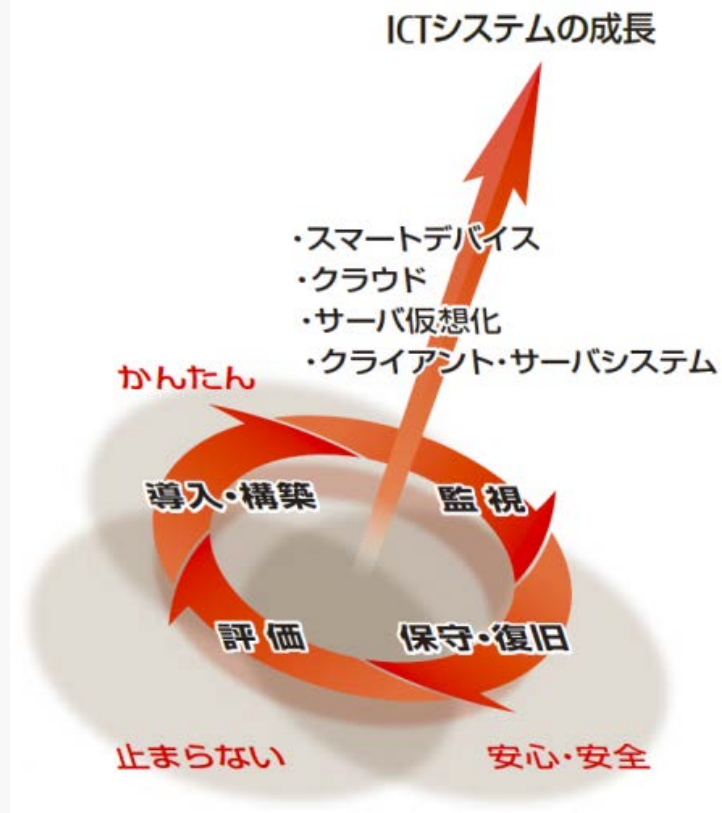 ICTシステムの成長
・スマートデバイス
・クラウド
・サーバ仮想化
・クライアント・サーバシステム
かんたん
導入・構築
監視
評価
保守・復旧
止まらない
安心・安全